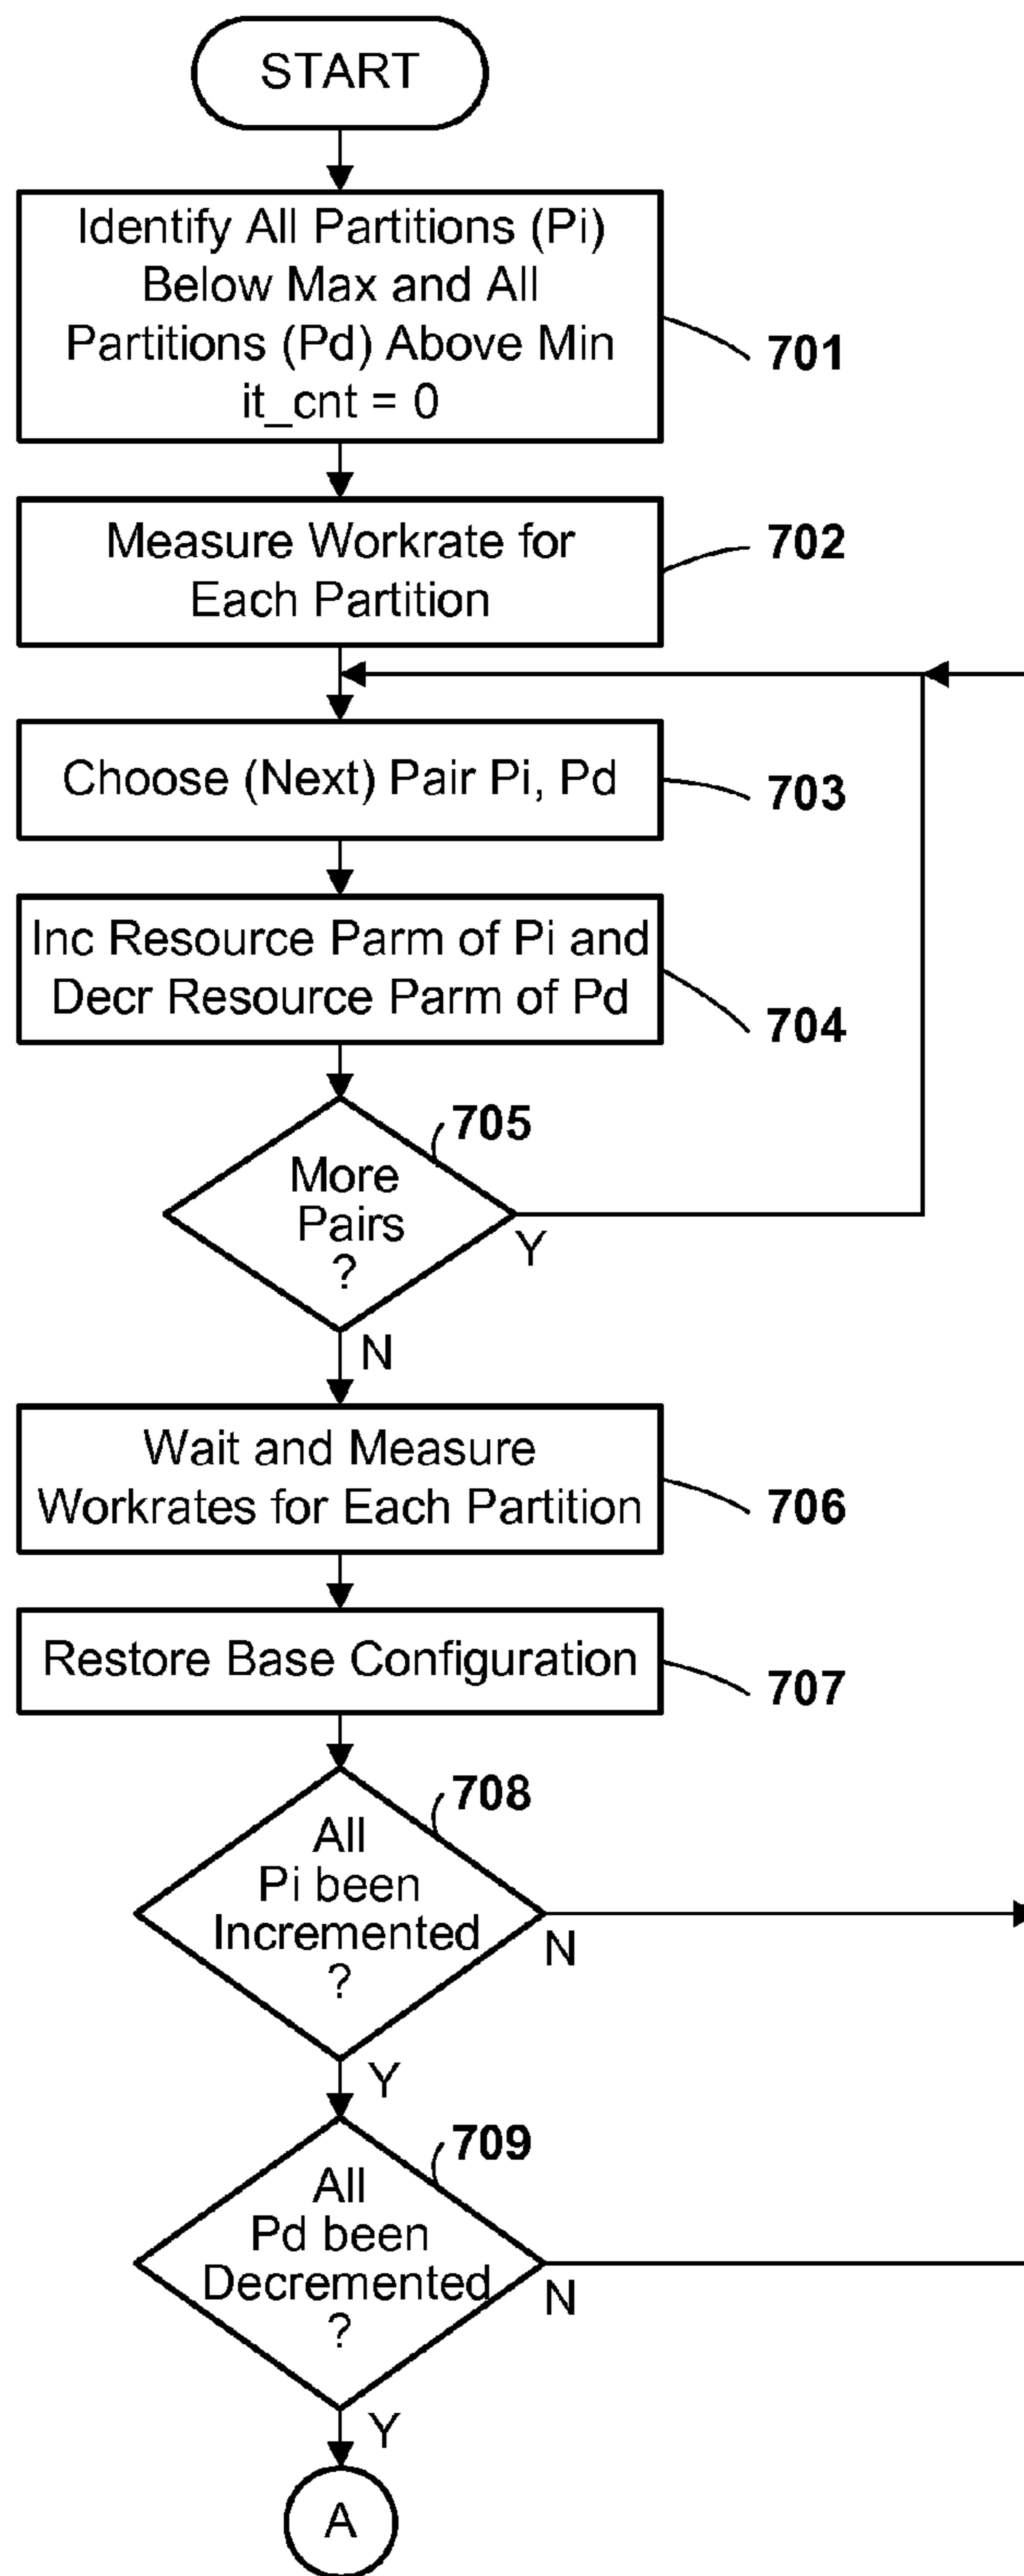 START
Identify All Partitions (Pi)
Below Max and All
Partitions (Pd) Above Min
it_cnt = 0
701
Measure Workrate for
Each Partition
702
Choose (Next) Pair Pi, Pd
703
Inc Resource Parm of Pi and
Decr Resource Parm of Pd
704
705
More
Pairs
?
Y
N
Wait and Measure
Workrates for Each Partition
706
Restore Base Configuration
707
708
All
Pi been
Incremented
?
N
Y
709
All
Pd been
Decremented
?
N
Y
A